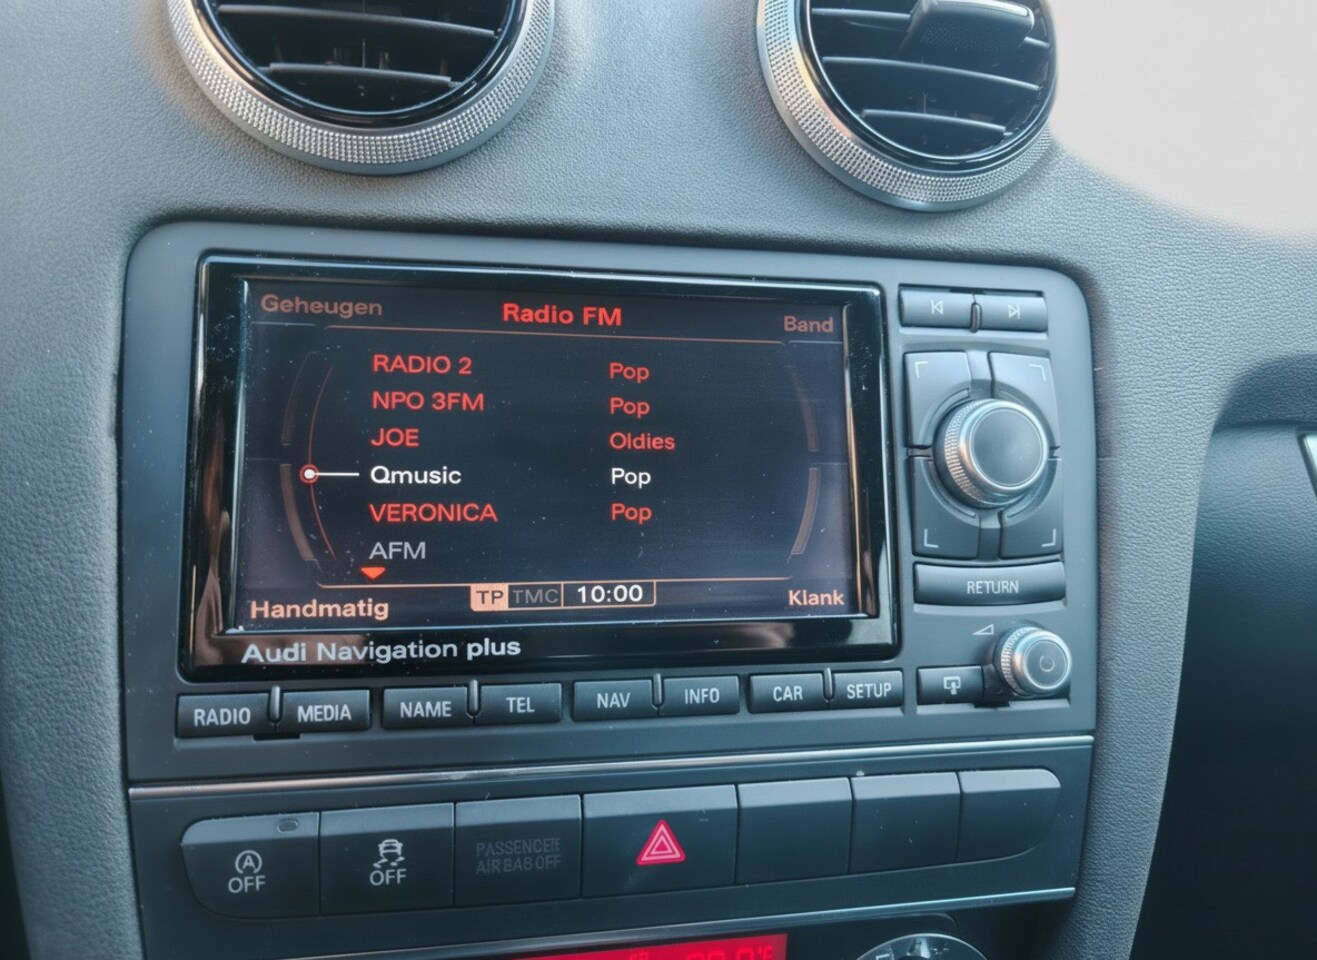 Geheugen Radio FM Band
RADIO 2 Pop
NPO 3FM Pop
JOE Oldies
Qmusic Pop
VERONICA Pop
AFM
Handmatig TP TMC 10:00 Klank
Audi Navigation plus
RETURN
RADIO MEDIA NAME TEL NAV INFO CAR SETUP
A OFF OFF PASSENGER
AIRBAG OFF